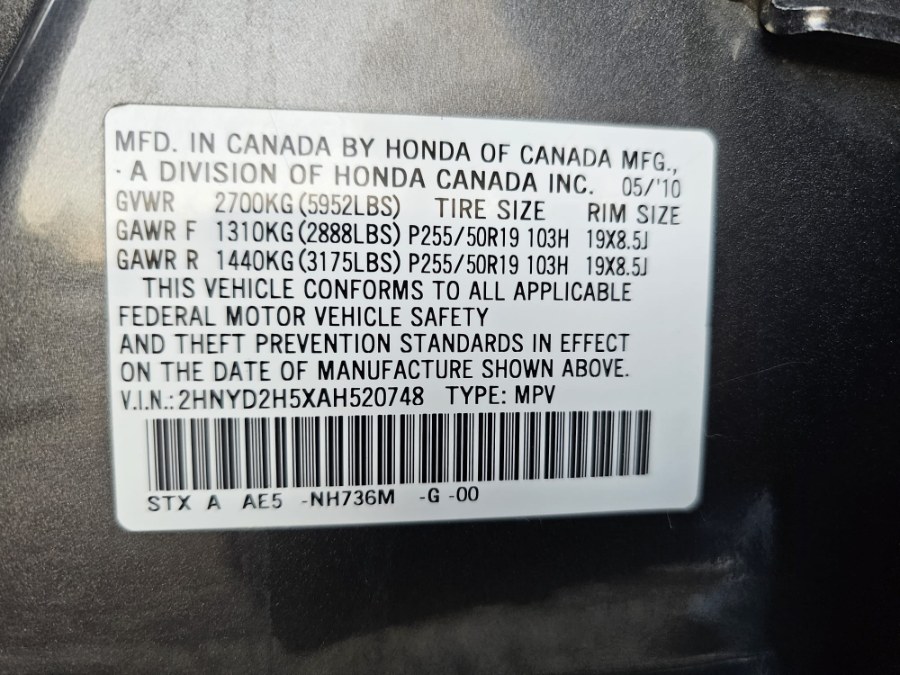 MFD. IN CANADA BY HONDA OF CANADA MFG.,
· A DIVISION OF HONDA CANADA INC. 05/'10
GVWR 2700KG (5952LBS) TIRE SIZE RIM SIZE
GAWR F 1310KG (2888LBS) P255/50R19 103H 19X8.5J
GAWR R 1440KG (3175LBS) P255/50R19 103H 19X8.5J
THIS VEHICLE CONFORMS TO ALL APPLICABLE
FEDERAL MOTOR VEHICLE SAFETY
AND THEFT PREVENTION STANDARDS IN EFFECT
ON THE DATE OF MANUFACTURE SHOWN ABOVE.
V.I.N.: 2HNYD2H5XAH520748 TYPE: MPV
STX A AE5 -NH736M -G -00